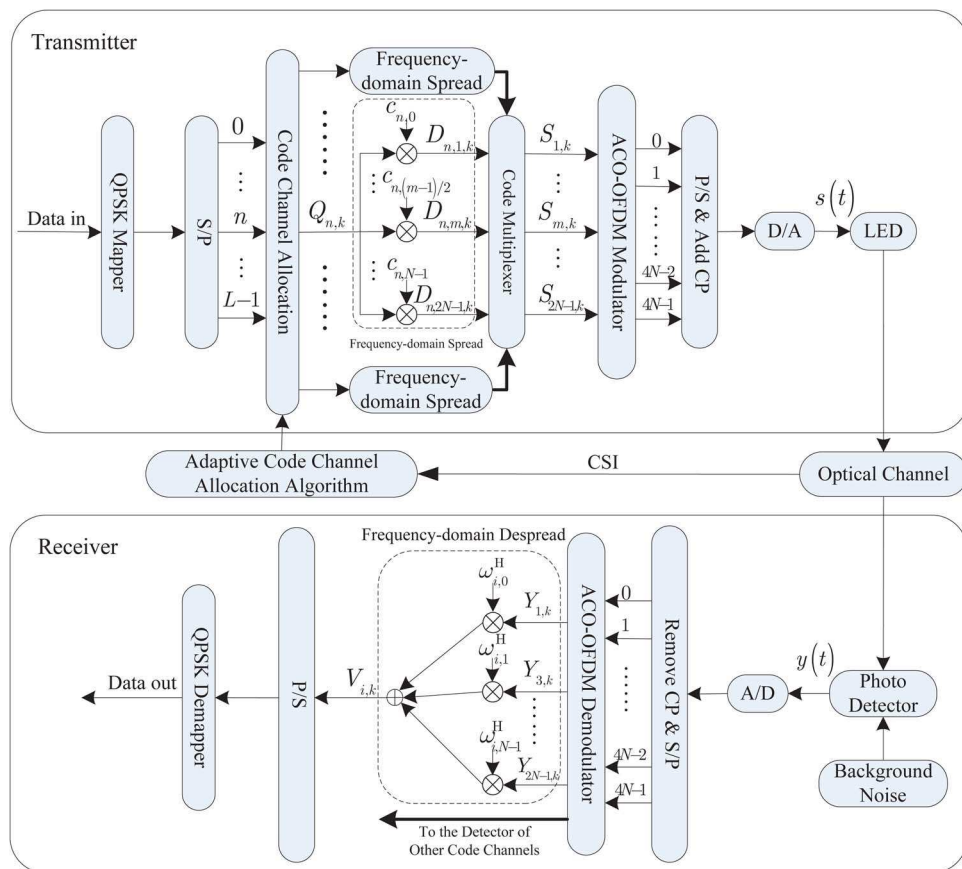 Transmitter
Data in
QPSK Mapper
S/P
0
n
L−1
Code Channel Allocation
Q_{n,k}
Frequency-
domain Spread
c_{n,0}
c_{n,(m−1)/2}
c_{n,N−1}
D_{n,1,k}
D_{n,m,k}
D_{n,2N−1,k}
Frequency-domain Spread
Frequency-
domain Spread
Code Multiplexer
S_{1,k}
S_{m,k}
S_{2N−1,k}
ACO-OFDM Modulator
0
1
4N−2
4N−1
P/S & Add CP
D/A
s(t)
LED
Adaptive Code Channel
Allocation Algorithm
CSI
Optical Channel
Receiver
Data out
QPSK Demapper
P/S
V_{i,k}
Frequency-domain Despread
ω^H_{i,0}
ω^H_{i,1}
ω^H_{i,N−1}
Y_{1,k}
Y_{3,k}
Y_{2N−1,k}
To the Detector of
Other Code Channels
ACO-OFDM Demodulator
0
1
4N−2
4N−1
Remove CP & S/P
A/D
y(t)
Photo
Detector
Background
Noise